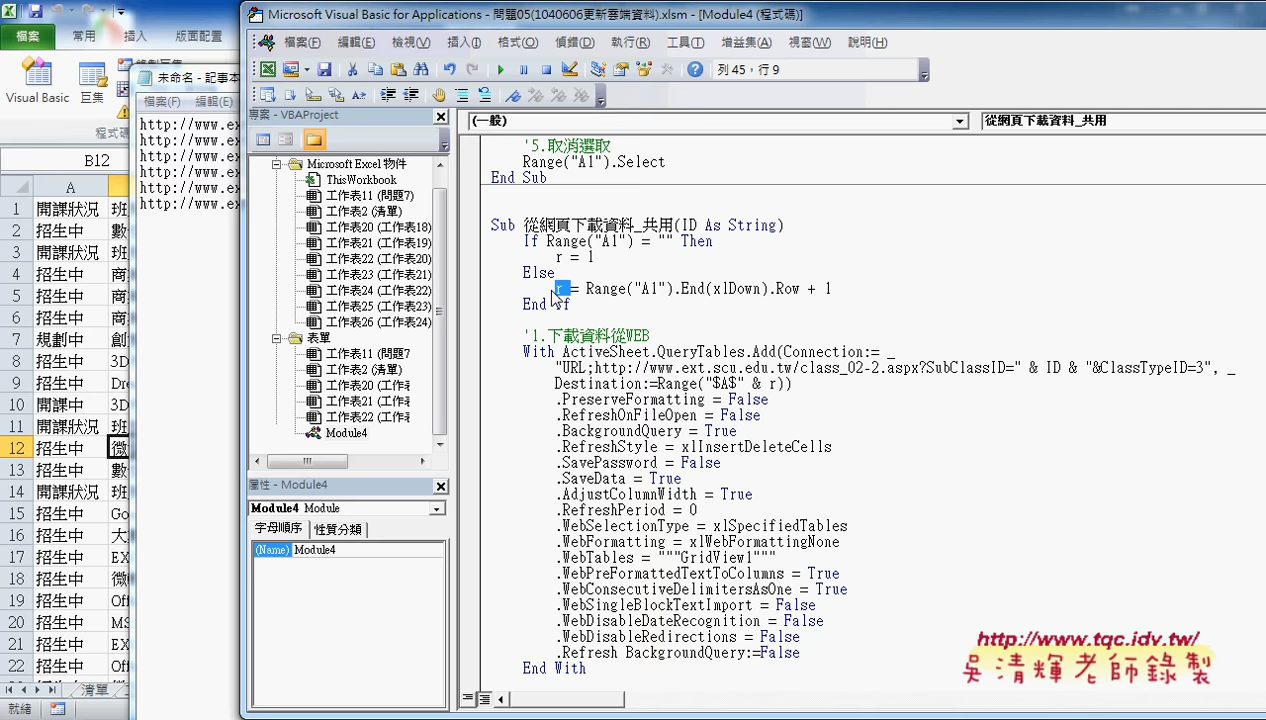 Microsoft Visual Basic for Applications - 問題05(1040606更新雲端資料).xlsm - [Module4 (程式碼)]
檔案(F) 編輯(E) 檢視(V) 插入(I) 格式(O) 偵錯(D) 執行(R) 工具(T) 增益集(A) 視窗(W) 說明(H)
列 45，行 9
檔案 常用 插入 版面配置
Visual Basic 巨集
未命名 - 記事本
檔案(F) 編輯(E)
http://www.ex
http://www.ex
http://www.ex
http://www.ex
http://www.ex
http://www.ex
B12
A
1 開課狀況 班
2 招生中 數
3 開課狀況 班
4 招生中 商
5 招生中 商
6 招生中 商
7 規劃中 創
8 招生中 3D
9 招生中 Dre
10 開課中 3D
11 開課狀況 班
12 招生中 微
13 招生中 數
14 開課狀況 班
15 招生中 Go
16 招生中 大
17 招生中 EX
18 招生中 微
19 招生中 Off
20 招生中 MS
21 招生中 EX
22 招生中 Off
清單
就緒
專案 - VBAProject
Microsoft Excel 物件
ThisWorkbook
工作表11 (問題7)
工作表2 (清單)
工作表20 (工作表18)
工作表21 (工作表19)
工作表22 (工作表20)
工作表23 (工作表21)
工作表24 (工作表22)
工作表25 (工作表23)
工作表26 (工作表24)
表單
工作表11 (問題7
工作表2 (清單)
工作表20 (工作
工作表21 (工作
工作表22 (工作
Module4
屬性 - Module4
Module4 Module
字母順序 性質分類
(Name) Module4
(一般) 從網頁下載資料_共用
'5.取消選取
Range("A1").Select
End Sub
Sub 從網頁下載資料_共用(ID As String)
If Range("A1") = "" Then
r = 1
Else
r = Range("A1").End(xlDown).Row + 1
End If
'1.下載資料從WEB
With ActiveSheet.QueryTables.Add(Connection:= _
"URL;http://www.ext.scu.edu.tw/class_02-2.aspx?SubClassID=" & ID & "&ClassTypeID=3", _
Destination:=Range("$A$" & r))
.PreserveFormatting = False
.RefreshOnFileOpen = False
.BackgroundQuery = True
.RefreshStyle = xlInsertDeleteCells
.SavePassword = False
.SaveData = True
.AdjustColumnWidth = True
.RefreshPeriod = 0
.WebSelectionType = xlSpecifiedTables
.WebFormatting = xlWebFormattingNone
.WebTables = """GridView1"""
.WebPreFormattedTextToColumns = True
.WebConsecutiveDelimitersAsOne = True
.WebSingleBlockTextImport = False
.WebDisableDateRecognition = False
.WebDisableRedirections = False
.Refresh BackgroundQuery:=False
End With
http://www.tqc.idv.tw/
吳清輝老師錄製